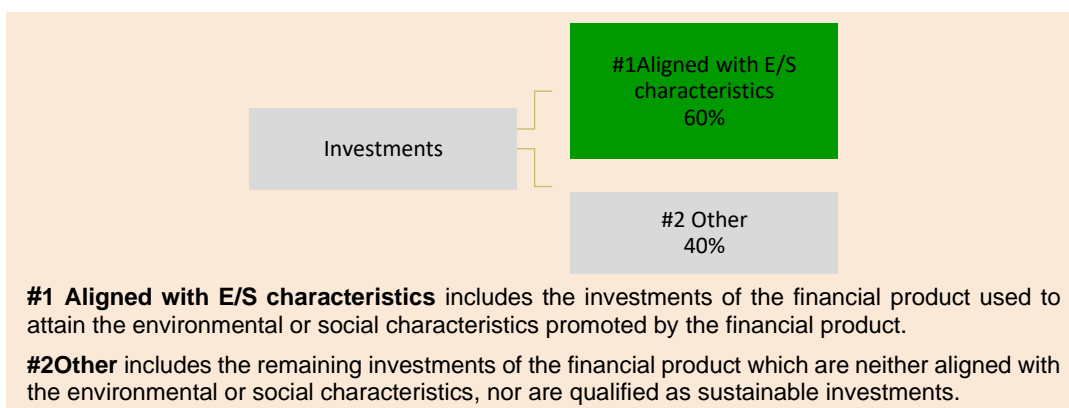 #1Aligned with E/S
characteristics
60%
Investments
#2 Other
40%
#1 Aligned with E/S characteristics includes the investments of the financial product used to
attain the environmental or social characteristics promoted by the financial product.
#2Other includes the remaining investments of the financial product which are neither aligned with
the environmental or social characteristics, nor are qualified as sustainable investments.